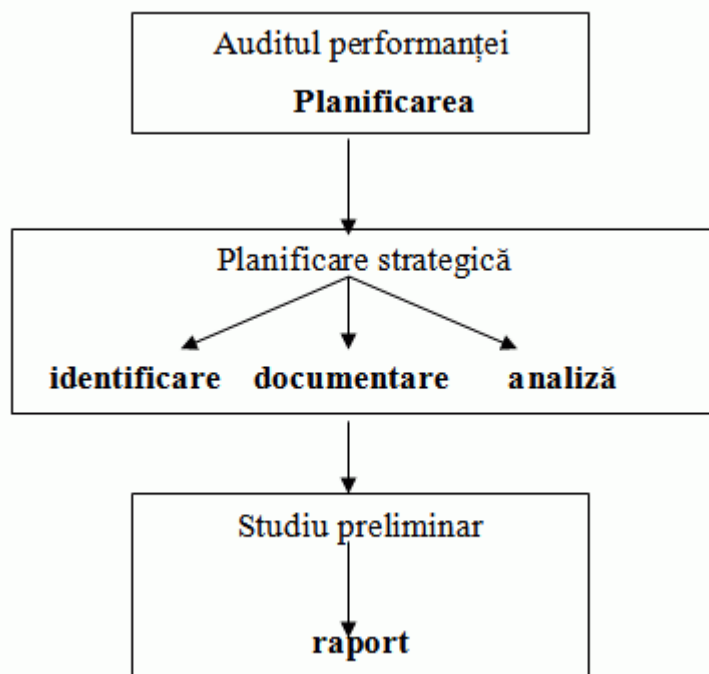 Auditul performanței
Planificarea
Planificare strategică
identificare documentare analiză
Studiu preliminar
raport